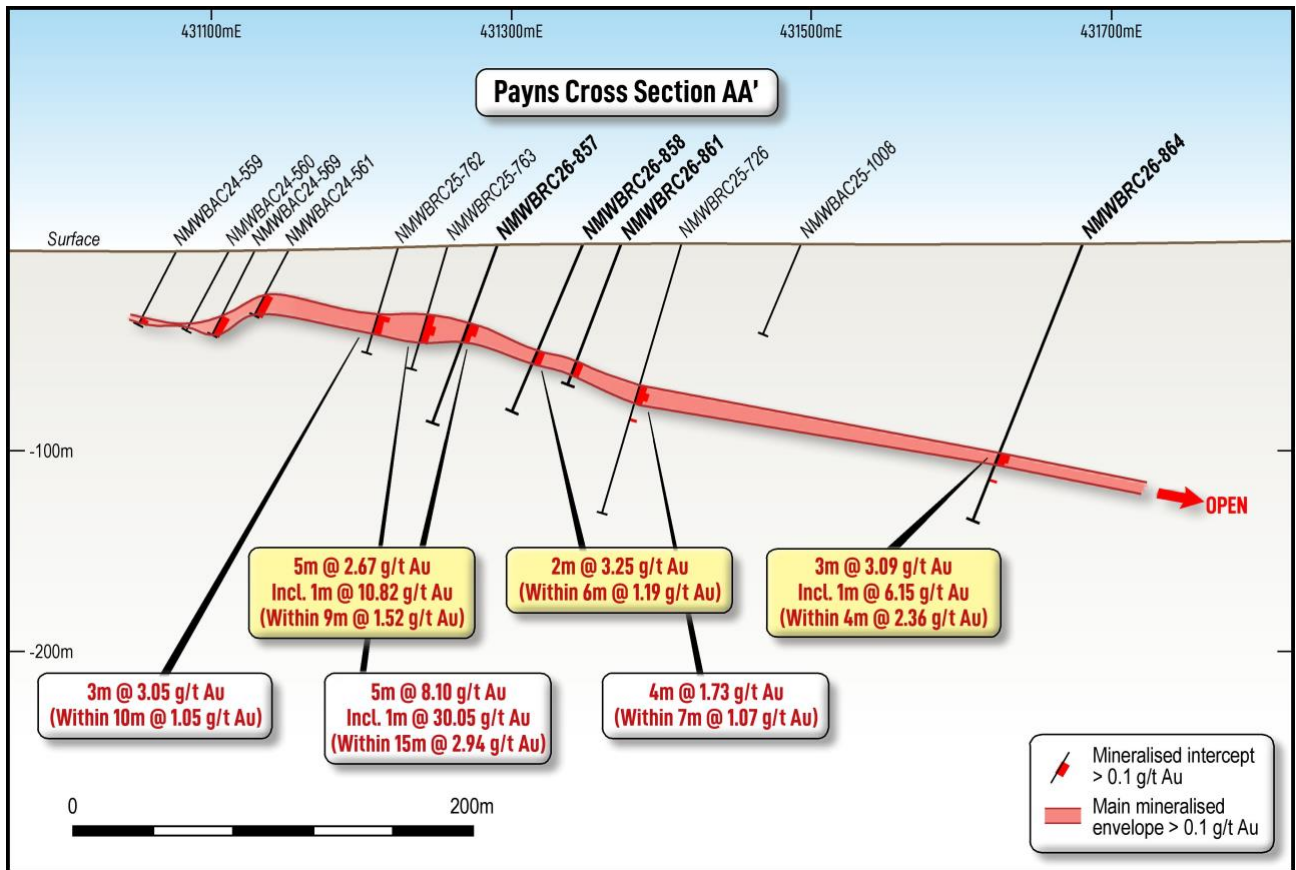 431100mE
431300mE
431500mE
431700mE
Payns Cross Section AA'
NMWBAC24-559
NMWBAC24-560
NMWBAC24-569
NMWBAC24-561
NMWBRC25-762
NMWBRC25-763
NMWBRC26-857
NMWBRC26-858
NMWBRC26-861
NMWBRC25-726
NMWBAC25-1008
NMWBRC26-864
Surface
-100m
OPEN
5m @ 2.67 g/t Au
Incl. 1m @ 10.82 g/t Au
(Within 9m @ 1.52 g/t Au)
2m @ 3.25 g/t Au
(Within 6m @ 1.19 g/t Au)
3m @ 3.09 g/t Au
Incl. 1m @ 6.15 g/t Au
(Within 4m @ 2.36 g/t Au)
-200m
3m @ 3.05 g/t Au
(Within 10m @ 1.05 g/t Au)
5m @ 8.10 g/t Au
Incl. 1m @ 30.05 g/t Au
(Within 15m @ 2.94 g/t Au)
4m @ 1.73 g/t Au
(Within 7m @ 1.07 g/t Au)
Mineralised intercept
> 0.1 g/t Au
Main mineralised
envelope > 0.1 g/t Au
0 200m